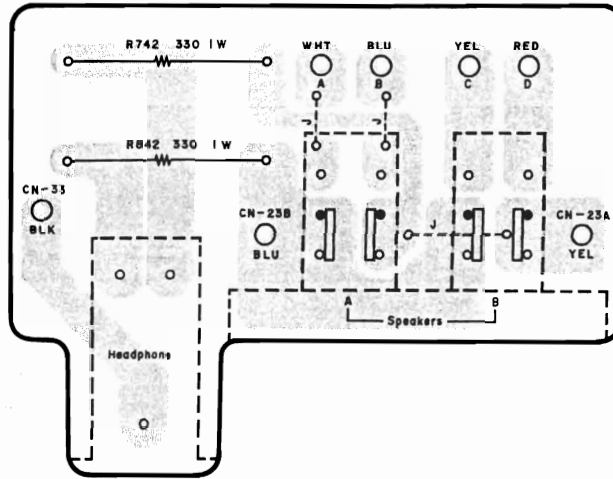 R742 330 1W
WHT BLU YEL RED
A B C D
J J
R842 330 1W
CN-33
BLK
CN-23B
BLU
J
CN-23A
YEL
A B
Speakers
Headphone